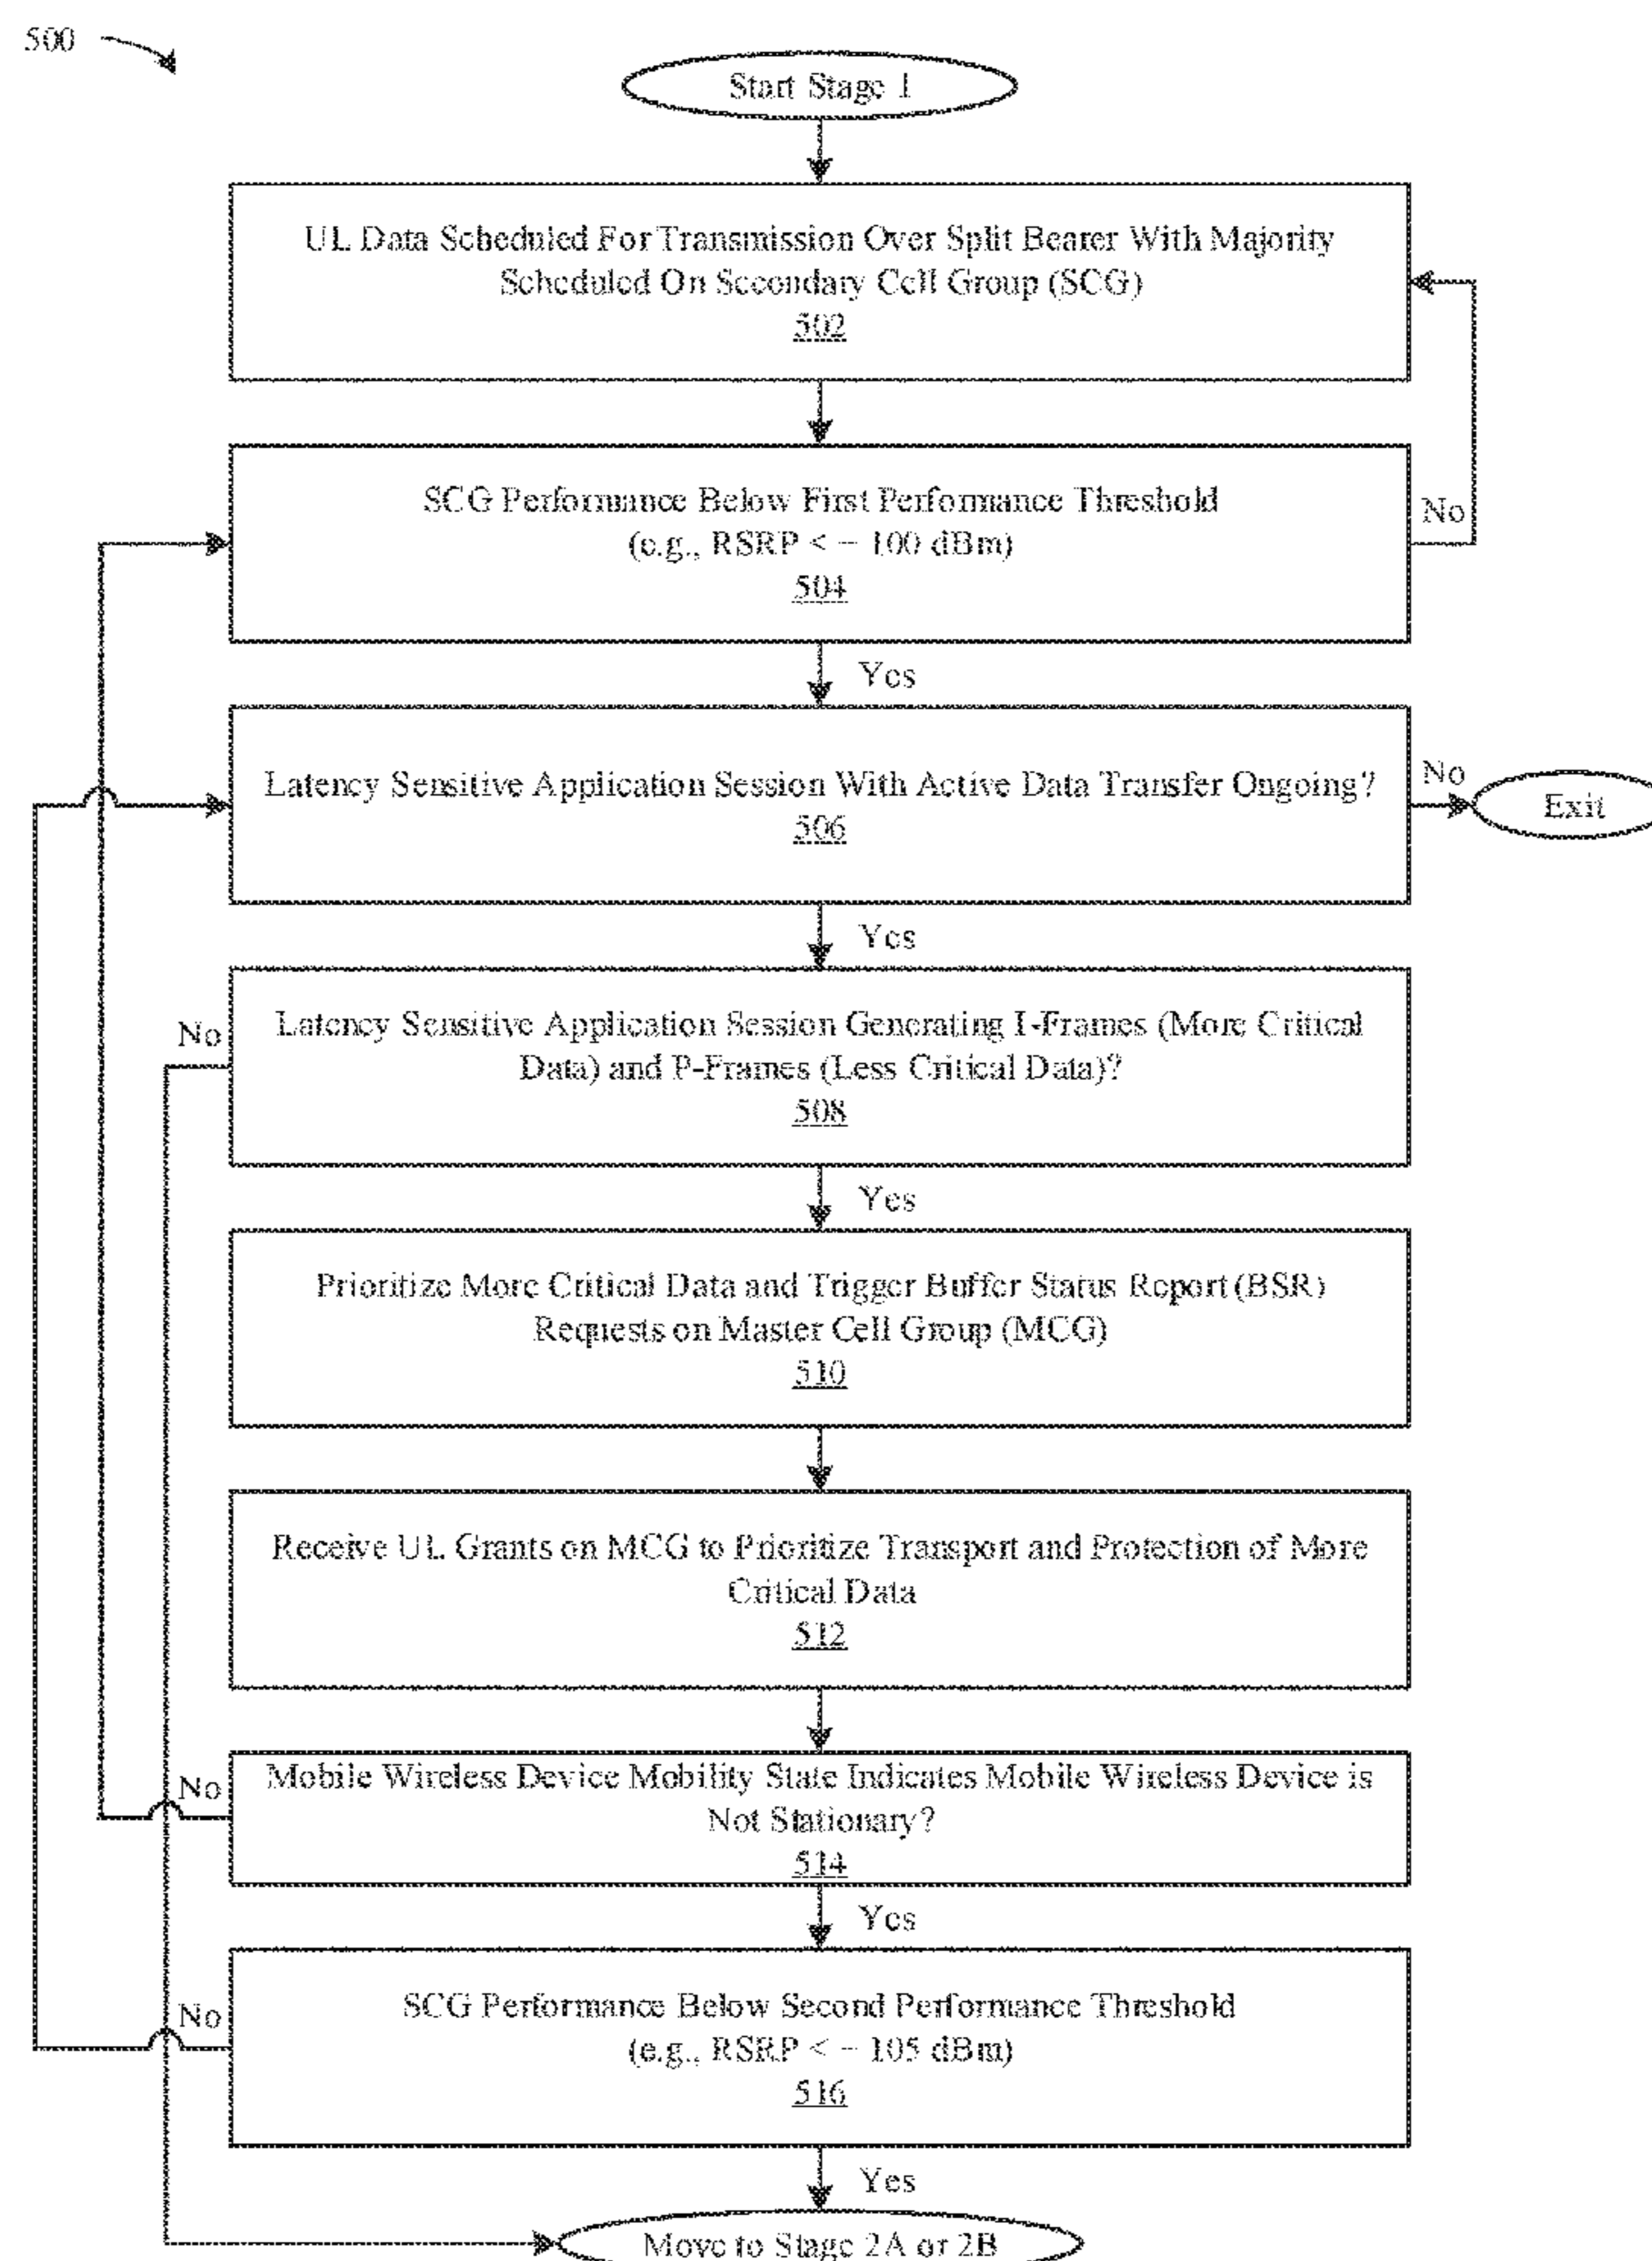 500
Start Stage 1
UL Data Scheduled For Transmission Over Split Bearer With Majority
Scheduled On Secondary Cell Group (SCG)
502
SCG Performance Below First Performance Threshold
(e.g., RSRP < − 100 dBm)
504
No
Yes
Latency Sensitive Application Session With Active Data Transfer Ongoing?
506
No
Exit
Yes
Latency Sensitive Application Session Generating I-Frames (More Critical
Data) and P-Frames (Less Critical Data)?
508
No
Yes
Prioritize More Critical Data and Trigger Buffer Status Report (BSR)
Requests on Master Cell Group (MCG)
510
Receive UL Grants on MCG to Prioritize Transport and Protection of More
Critical Data
512
Mobile Wireless Device Mobility State Indicates Mobile Wireless Device is
Not Stationary?
514
No
Yes
SCG Performance Below Second Performance Threshold
(e.g., RSRP < − 105 dBm)
516
No
Yes
Move to Stage 2A or 2B